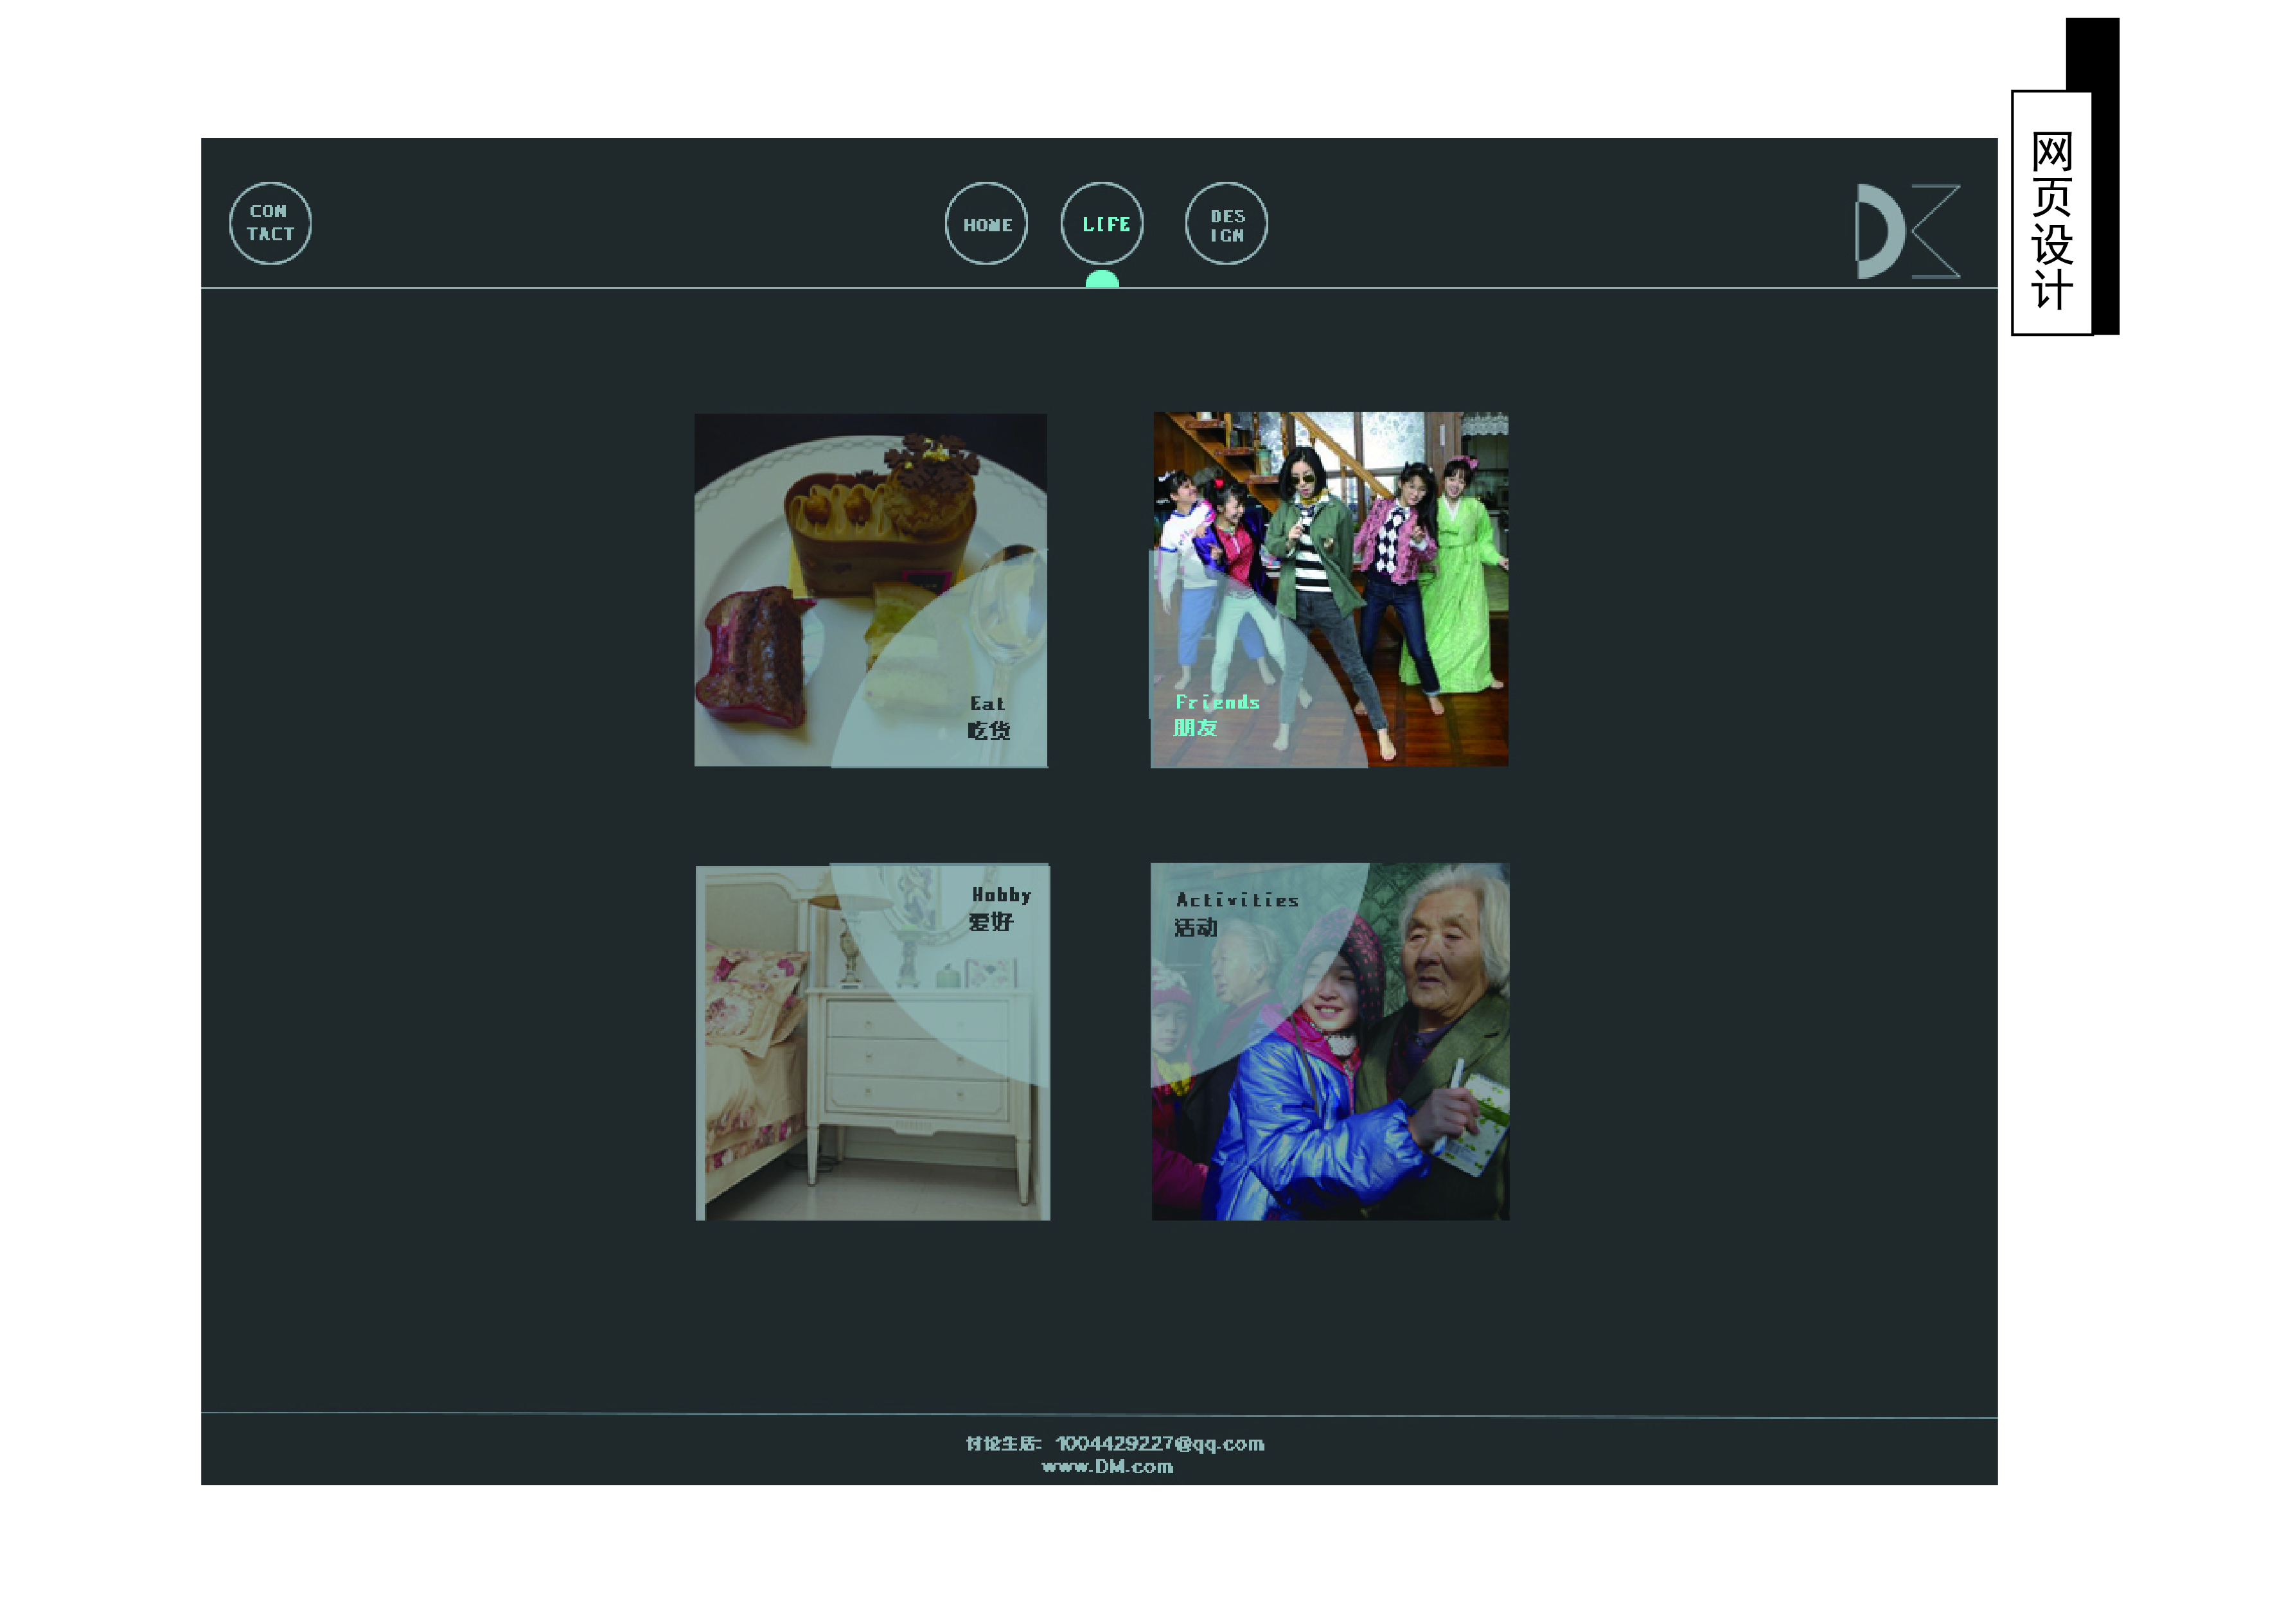 网页设计
CON
TACT
HOME
LIFE
DES
IGN
Eat
吃货
Friends
朋友
Hobby
爱好
Activities
活动
讨论生活: 1004429227@qq.com
www.DM.com